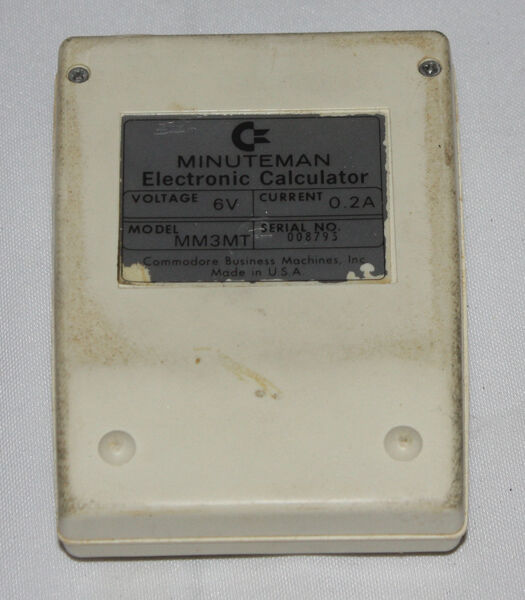 MINUTEMAN
Electronic Calculator
VOLTAGE 6V CURRENT 0.2A
MODEL MM3MT SERIAL NO. 008793
Commodore Business Machines, Inc.
Made in U.S.A.